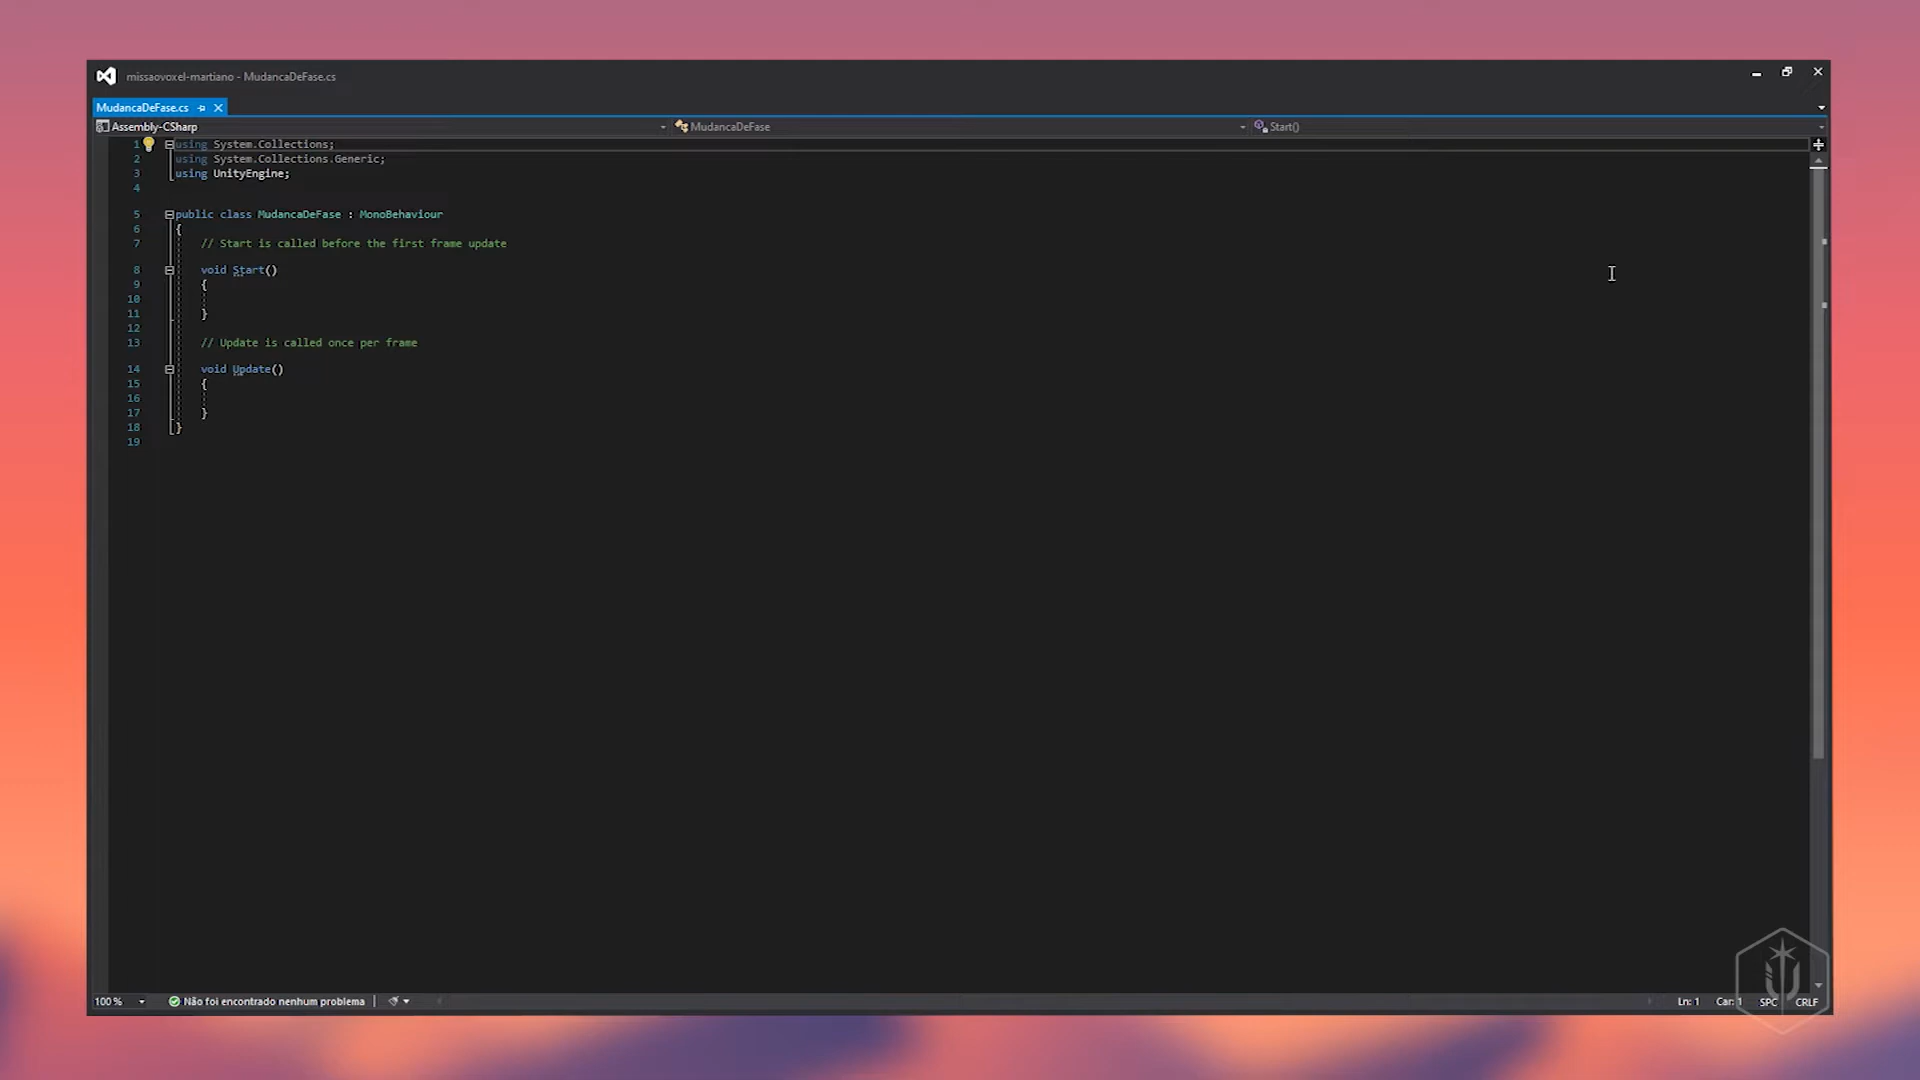 missaovoxel-martiano - MudancaDeFase.cs
MudancaDeFase.cs
Assembly-CSharp
MudancaDeFase
Start()
1 using System.Collections;
2 using System.Collections.Generic;
3 using UnityEngine;
4
5 public class MudancaDeFase : MonoBehaviour
6 {
7 // Start is called before the first frame update
8 void Start()
9 {
10
11 }
12
13 // Update is called once per frame
14 void Update()
15 {
16
17 }
18 }
19
100 % Não foi encontrado nenhum problema Ln: 1 Car: 1 SPC CRLF